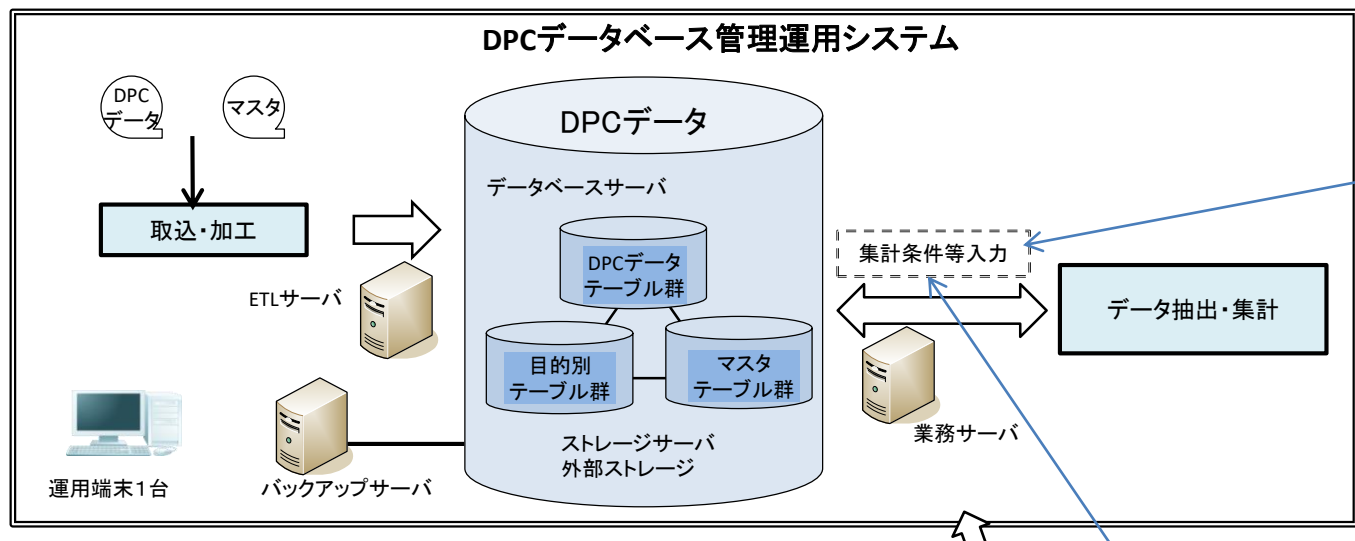 DPCデータベース管理運用システム
DPC
データ
マスタ
DPCデータ
データベースサーバ
取込・加工
集計条件等入力
DPCデータ
テーブル群
ETLサーバ
データ抽出・集計
目的別
テーブル群
マスタ
テーブル群
業務サーバ
ストレージサーバ
外部ストレージ
運用端末１台
バックアップサーバ